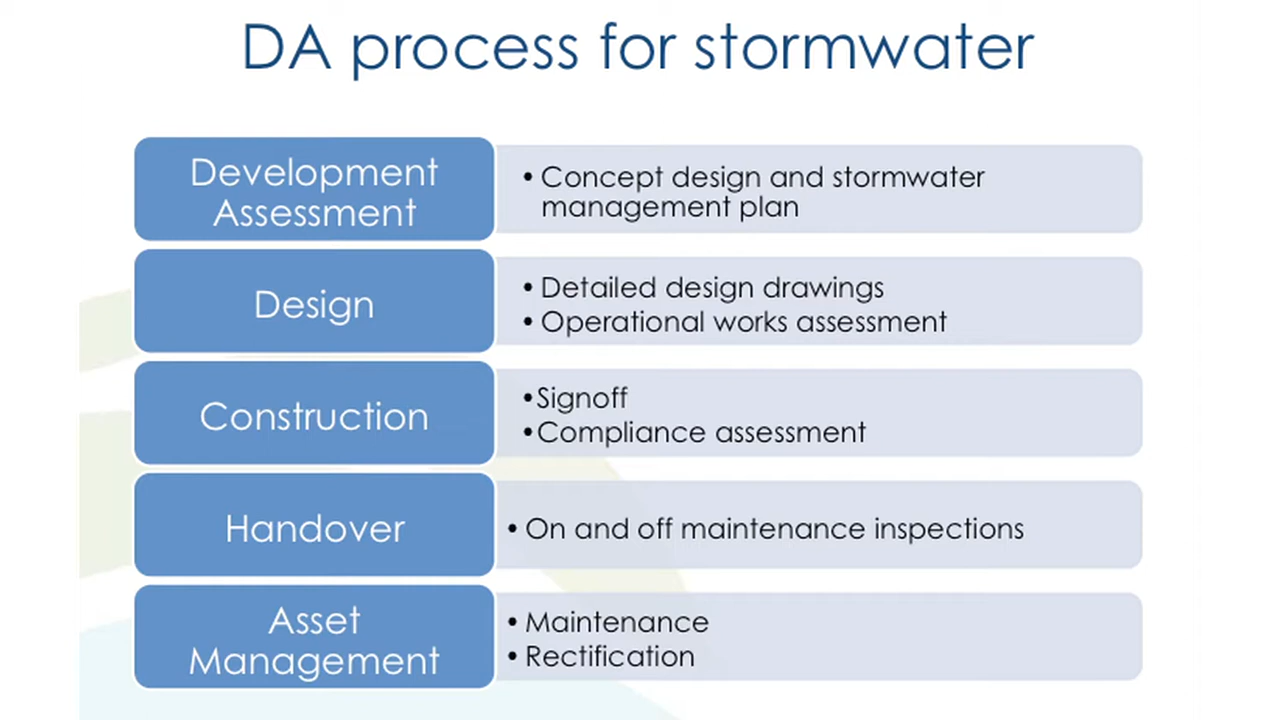 DA process for stormwater
Development
Assessment
• Concept design and stormwater
management plan
Design
• Detailed design drawings
• Operational works assessment
Construction
•Signoff
•Compliance assessment
Handover
• On and off maintenance inspections
Asset
Management
• Maintenance
• Rectification